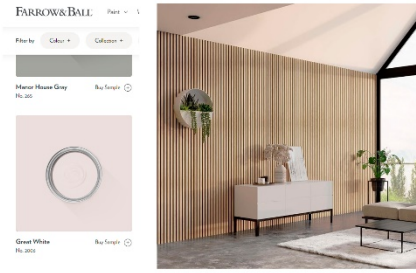 FARROW&BALL Paint
Filter by Colour + Collection +
Manor House Gray Buy Sample
No. 265
Great White Buy Sample
No. 2006